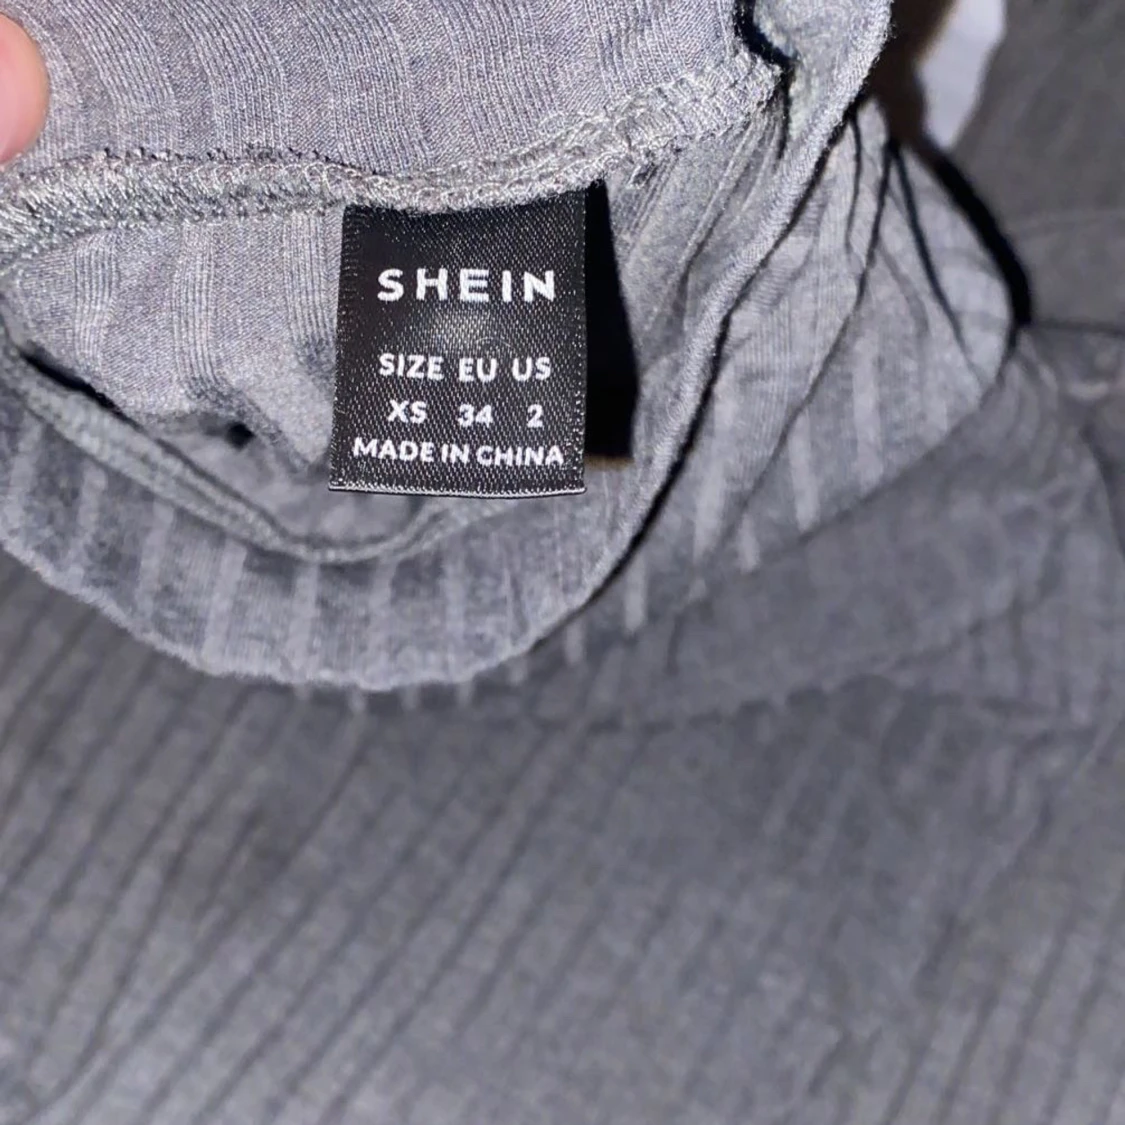 SHEIN
SIZE EU US
XS 34 2
MADE IN CHINA